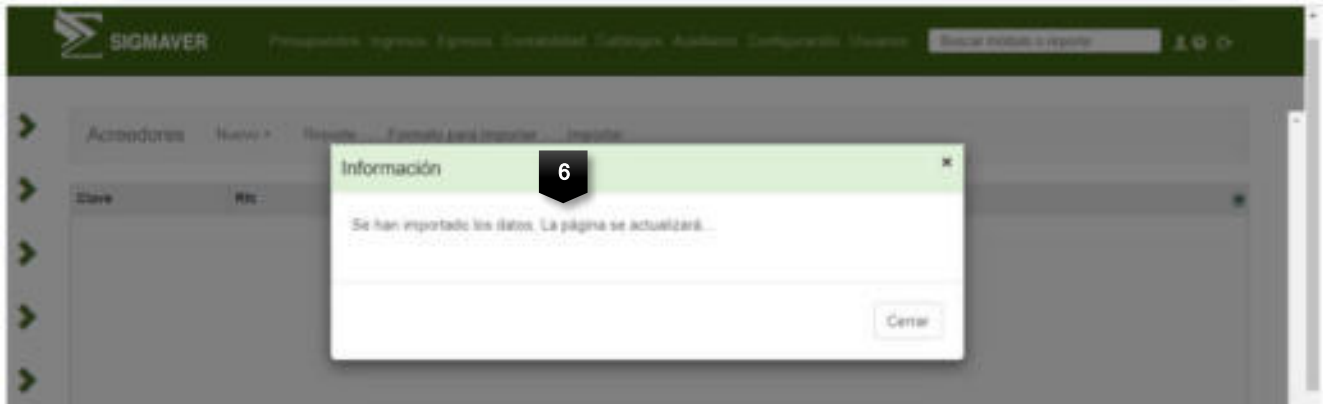 SIGMAVER
Presupuestos Ingresos Egresos Contabilidad Catálogos Auxiliares Configuración Usuarios Buscar módulo o reporte
Acreedores Nuevo Reporte Formato para importar Importar
Información
6
Clave Rfc
Se han importado los datos. La página se actualizará...
Cerrar